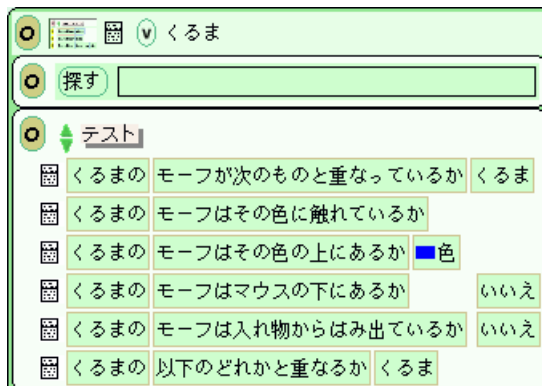 くるま
探す
テスト
くるまの モーフが次のものと重なっているか くるま
くるまの モーフはその色に触れているか
くるまの モーフはその色の上にあるか 色
くるまの モーフはマウスの下にあるか いいえ
くるまの モーフは入れ物からはみ出ているか いいえ
くるまの 以下のどれかと重なるか くるま